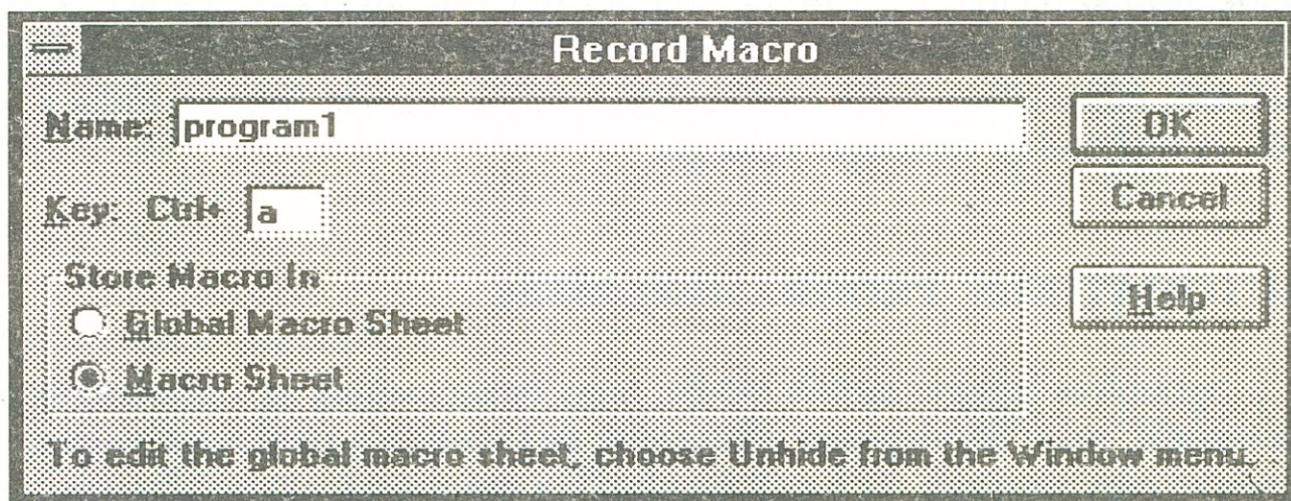 Record Macro
Name: program1
OK
Key: Ctrl+ a
Cancel
Store Macro In
Help
Global Macro Sheet
Macro Sheet
To edit the global macro sheet, choose Unhide from the Window menu.